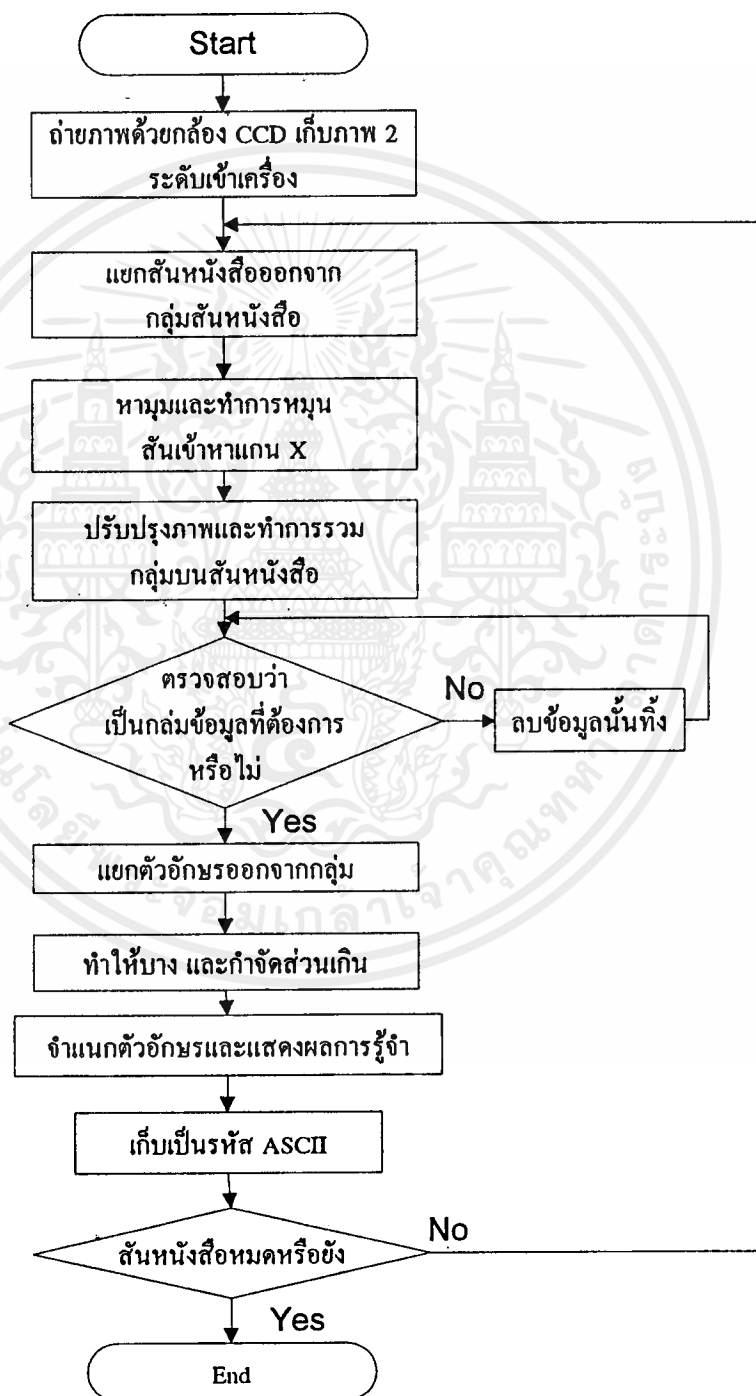 Start
ถ่ายภาพด้วยกล้อง CCD เก็บภาพ 2
ระดับเข้าเครื่อง
แยกสันหนังสือออกจาก
กลุ่มสันหนังสือ
หามุมและทำการหมุน
สันเข้าหาแกน X
ปรับปรุงภาพและทำการรวม
กลุ่มบนสันหนังสือ
ตรวจสอบว่า
เป็นกลุ่มข้อมูลที่ต้องการ
หรือไม่
No
ลบข้อมูลนั้นทิ้ง
Yes
แยกตัวอักษรออกจากกลุ่ม
ทำให้บาง และกำจัดส่วนเกิน
จำแนกตัวอักษรและแสดงผลการรู้จำ
เก็บเป็นรหัส ASCII
สันหนังสือหมดหรือยัง
No
Yes
End